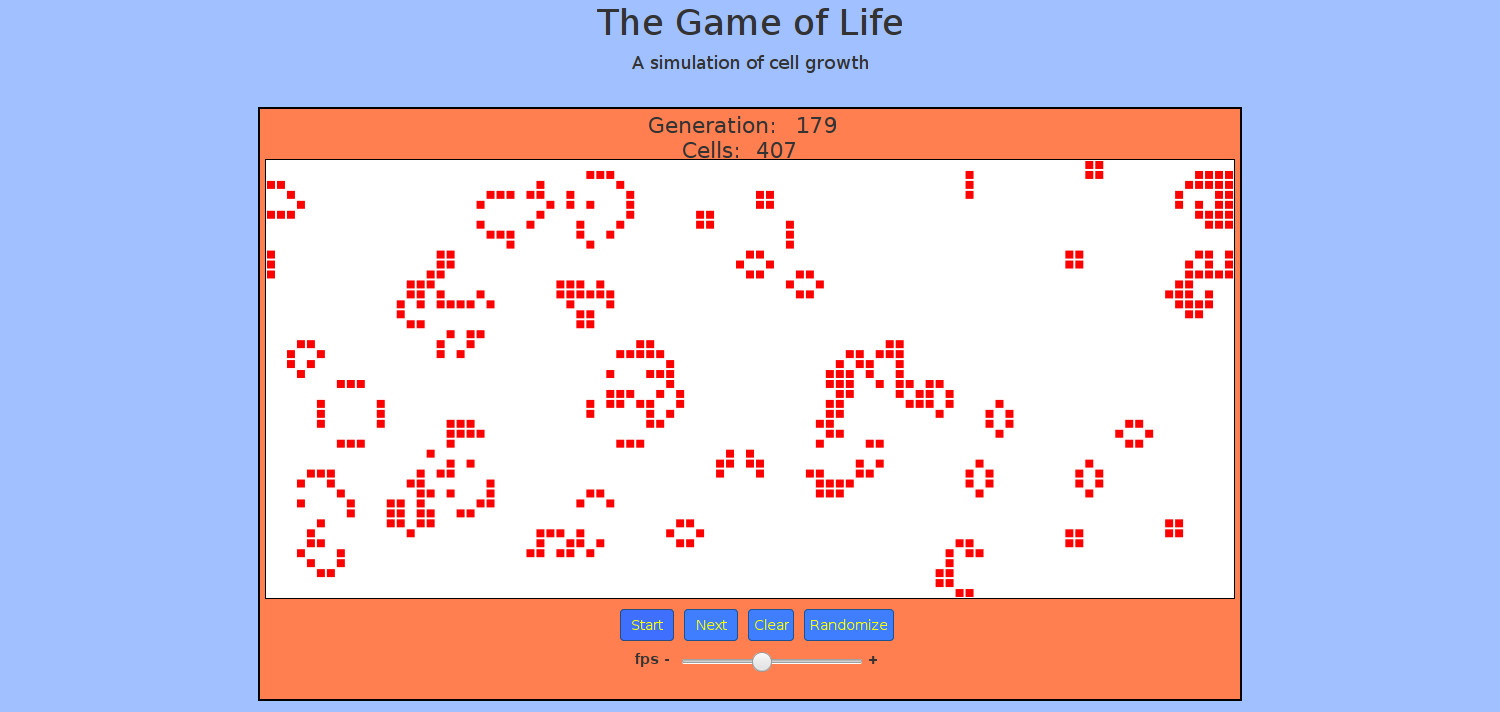 The Game of Life
A simulation of cell growth
Generation: 179
Cells: 407
Start Next Clear Randomize
fps - +